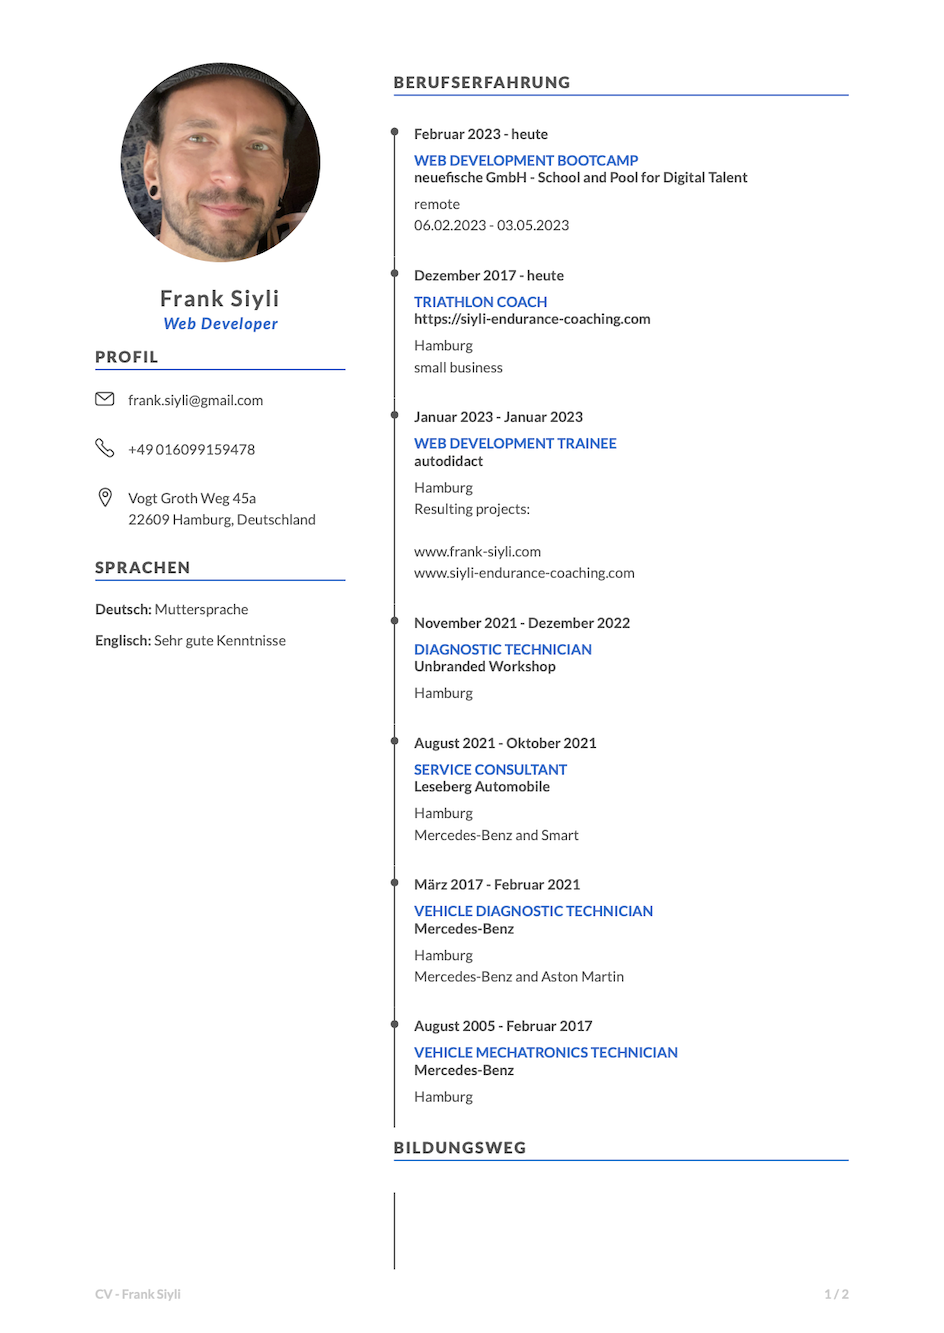 Frank Siyli
Web Developer
PROFIL
frank.siyli@gmail.com
+49 016099159478
Vogt Groth Weg 45a
22609 Hamburg, Deutschland
SPRACHEN
Deutsch: Muttersprache
Englisch: Sehr gute Kenntnisse
BERUFSERFAHRUNG
Februar 2023 - heute
WEB DEVELOPMENT BOOTCAMP
neuefische GmbH - School and Pool for Digital Talent
remote
06.02.2023 - 03.05.2023
Dezember 2017 - heute
TRIATHLON COACH
https://siyli-endurance-coaching.com
Hamburg
small business
Januar 2023 - Januar 2023
WEB DEVELOPMENT TRAINEE
autodidact
Hamburg
Resulting projects:
www.frank-siyli.com
www.siyli-endurance-coaching.com
November 2021 - Dezember 2022
DIAGNOSTIC TECHNICIAN
Unbranded Workshop
Hamburg
August 2021 - Oktober 2021
SERVICE CONSULTANT
Leseberg Automobile
Hamburg
Mercedes-Benz and Smart
März 2017 - Februar 2021
VEHICLE DIAGNOSTIC TECHNICIAN
Mercedes-Benz
Hamburg
Mercedes-Benz and Aston Martin
August 2005 - Februar 2017
VEHICLE MECHATRONICS TECHNICIAN
Mercedes-Benz
Hamburg
BILDUNGSWEG
CV - Frank Siyli
1 / 2